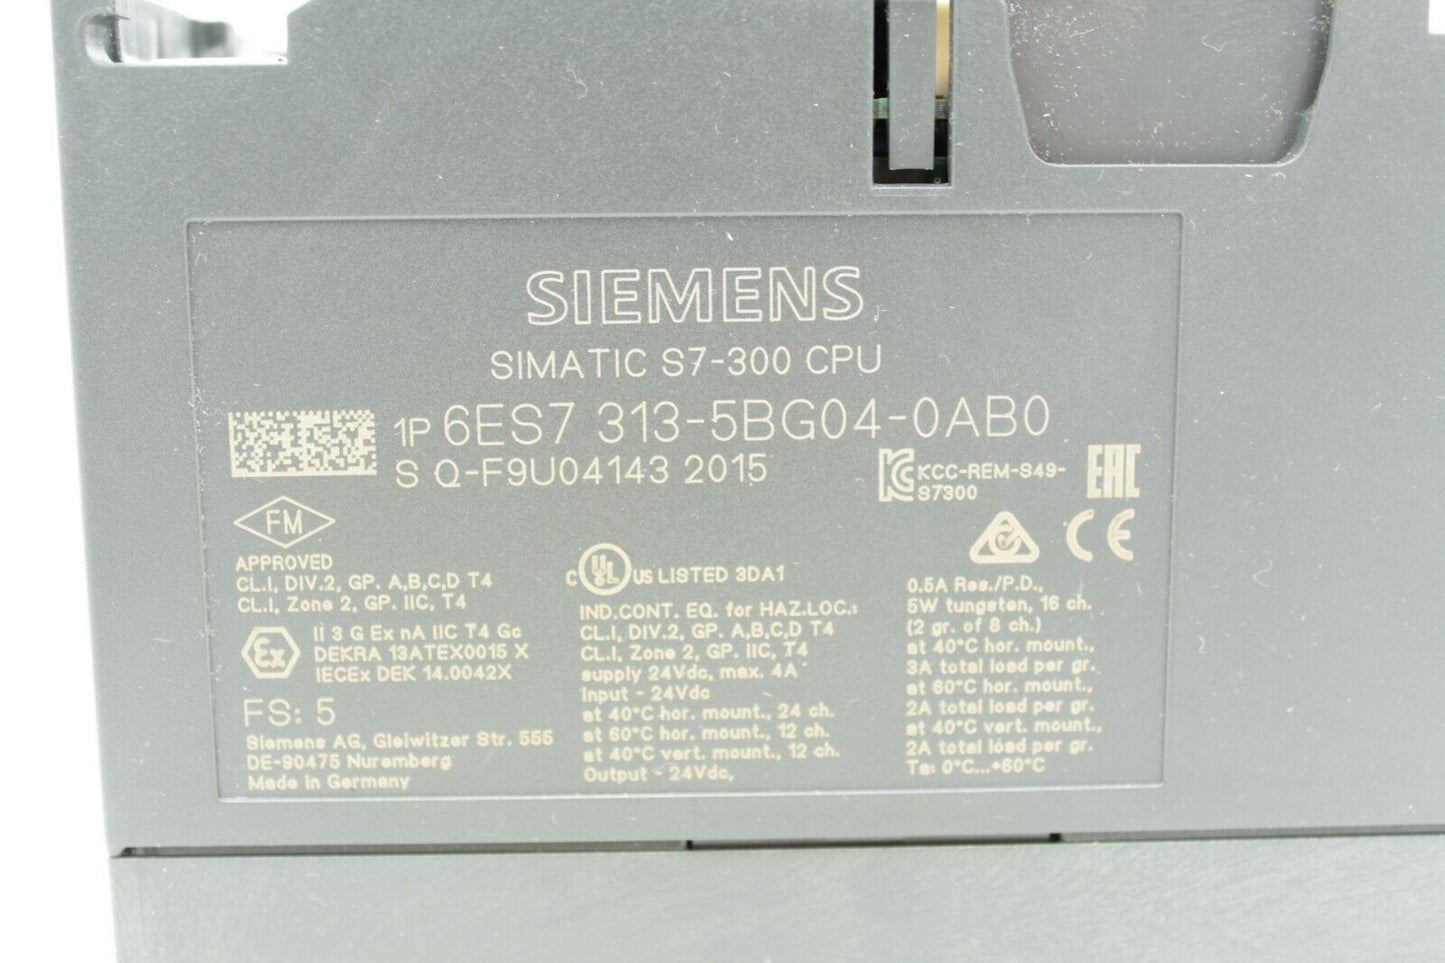 SIEMENS
SIMATIC S7-300 CPU
1P 6ES7 313-5BG04-0AB0
S Q-F9U04143 2015
KCC-REM-S49-
S7300
EAC
FM
APPROVED
CL.I, DIV.2, GP. A,B,C,D T4
CL.I, Zone 2, GP. IIC, T4
Ex
II 3 G Ex nA IIC T4 Gc
DEKRA 13ATEX0015 X
IECEx DEK 14.0042X
FS: 5
Siemens AG, Gleiwitzer Str. 555
DE-90475 Nuremberg
Made in Germany
C UL US LISTED 3DA1
IND.CONT. EQ. for HAZ.LOC.:
CL.I, DIV.2, GP. A,B,C,D T4
CL.I, Zone 2, GP. IIC, T4
supply 24Vdc, max. 4A
Input - 24Vdc
at 40°C hor. mount., 24 ch.
at 60°C hor. mount., 12 ch.
at 40°C vert. mount., 12 ch.
Output - 24Vdc,
CE
0.5A Res./P.D.,
5W tungsten, 16 ch.
(2 gr. of 8 ch.)
at 40°C hor. mount.,
3A total load per gr.
at 60°C hor. mount.,
2A total load per gr.
at 40°C vert. mount.,
2A total load per gr.
Ta: 0°C...+60°C